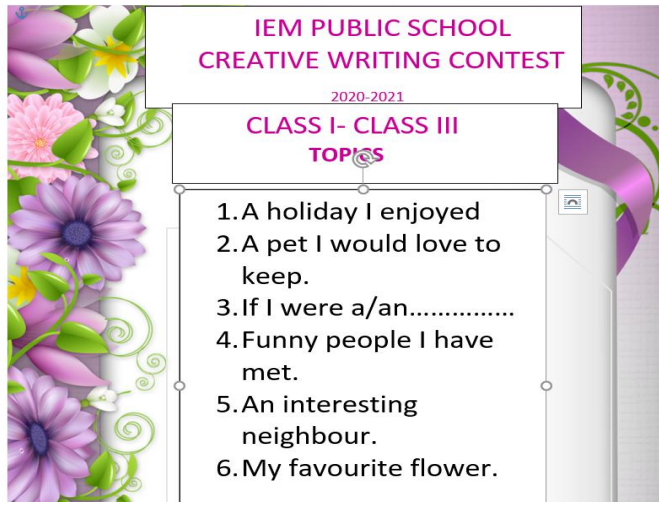 IEM PUBLIC SCHOOL
CREATIVE WRITING CONTEST
2020-2021
CLASS I- CLASS III
TOPICS
1.A holiday I enjoyed
2.A pet I would love to
keep.
3.If I were a/an……………
4.Funny people I have
met.
5.An interesting
neighbour.
6.My favourite flower.